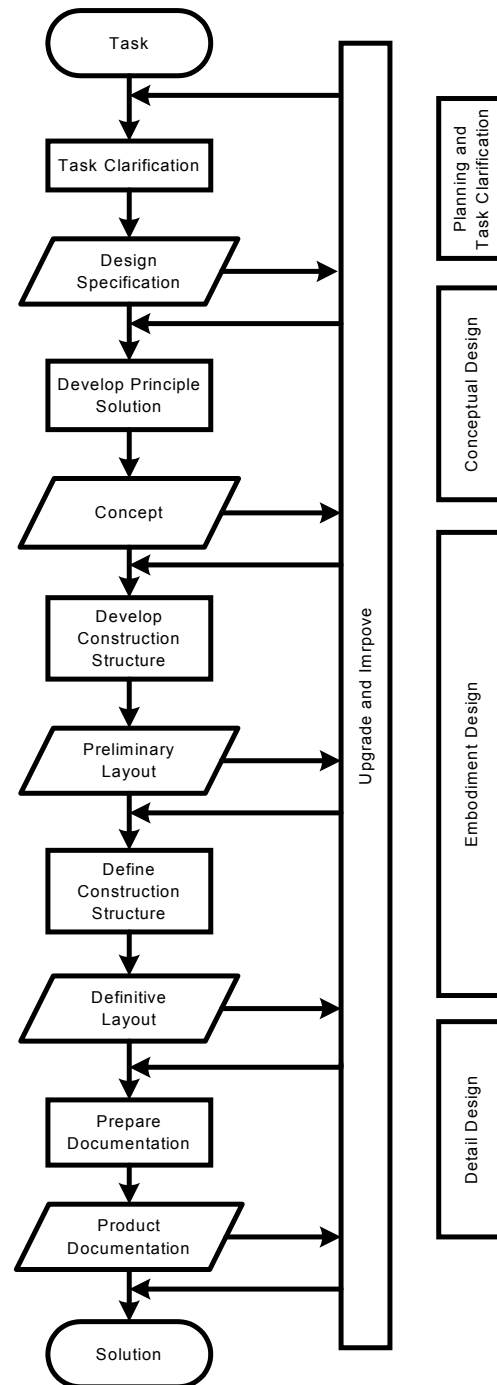 Task
Task Clarification
Design
Specification
Develop Principle
Solution
Concept
Develop
Construction
Structure
Preliminary
Layout
Define
Construction
Structure
Definitive
Layout
Prepare
Documentation
Product
Documentation
Solution
Upgrade and Imrpove
Planning and
Task Clarification
Conceptual Design
Embodiment Design
Detail Design